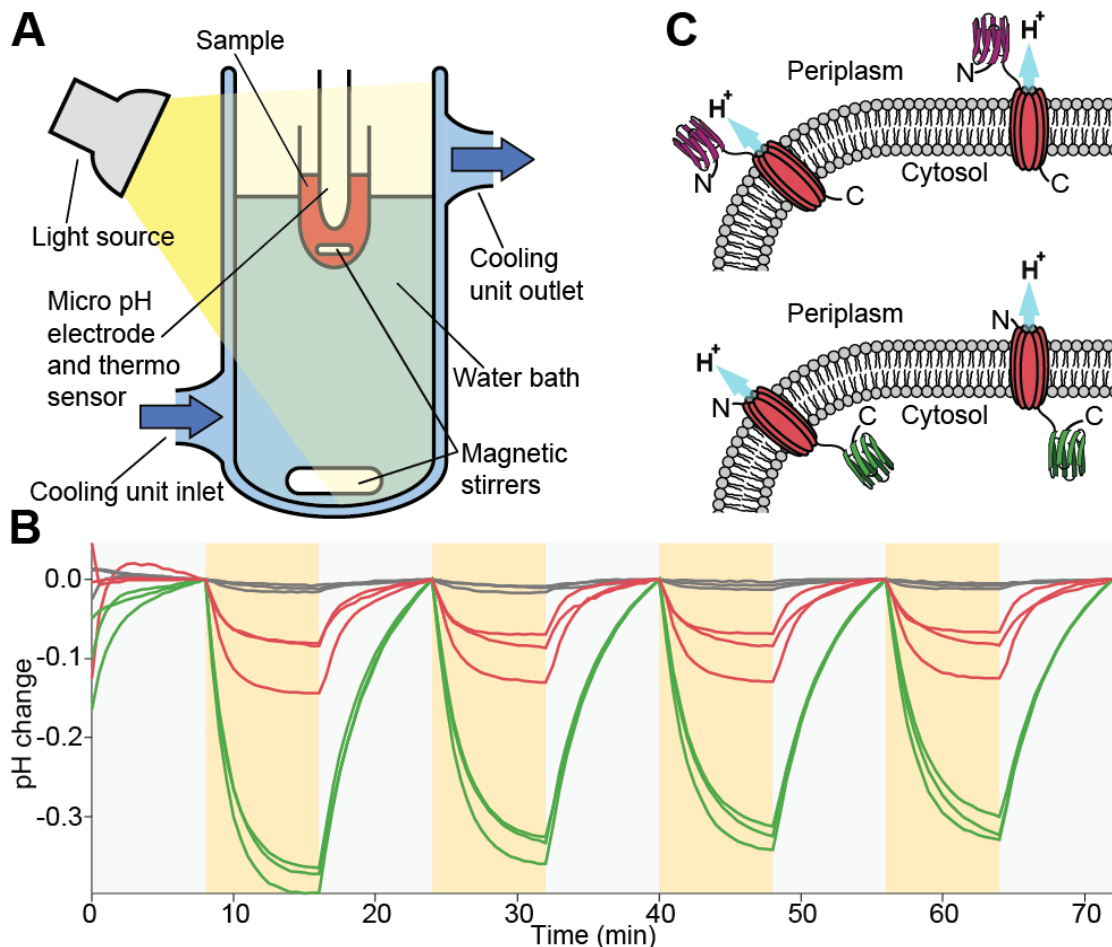 A
Sample
Light source
Micro pH
electrode
and thermo
sensor
Cooling unit inlet
Cooling
unit outlet
Water bath
Magnetic
stirrers
C
Periplasm
H+
N
H+
N
Cytosol
C
C
Periplasm
H+
N
H+
N
Cytosol
C
C
B
pH change
0.0
-0.1
-0.2
-0.3
0
10
20
30
40
50
60
70
Time (min)